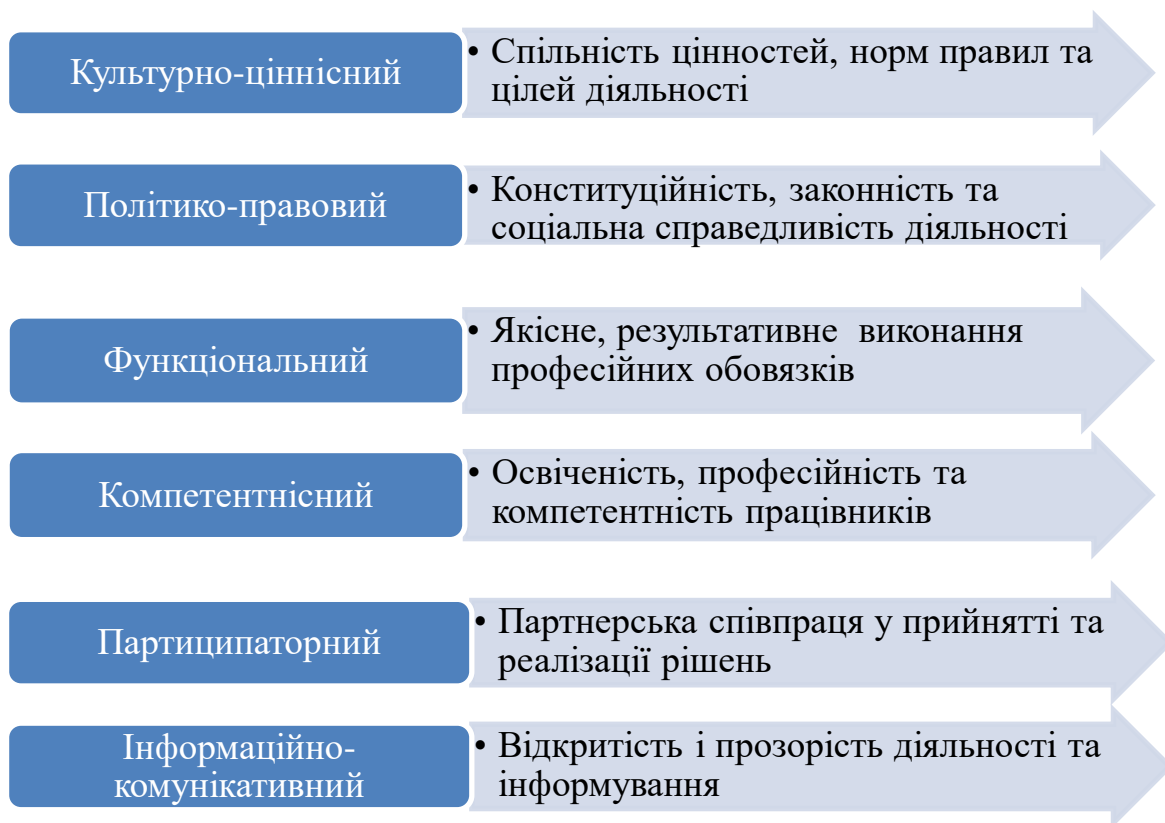 Культурно-ціннісний
• Спільність цінностей, норм правил та
цілей діяльності
Політико-правовий
• Конституційність, законність та
соціальна справедливість діяльності
Функціональний
• Якісне, результативне  виконання
професійних обовязків
Компетентнісний
• Освіченість, професійність та
компетентність працівників
Партиципаторний
• Партнерська співпраця у прийнятті та
реалізації рішень
Інформаційно-
комунікативний
• Відкритість і прозорість діяльності та
інформування